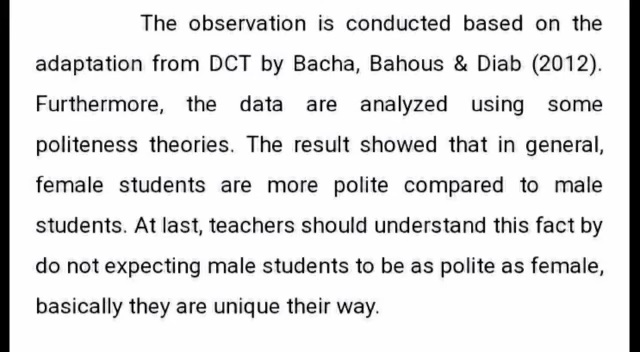 The observation is conducted based on the
adaptation from DCT by Bacha, Bahous & Diab (2012).
Furthermore, the data are analyzed using some
politeness theories. The result showed that in general,
female students are more polite compared to male
students. At last, teachers should understand this fact by
do not expecting male students to be as polite as female,
basically they are unique their way.